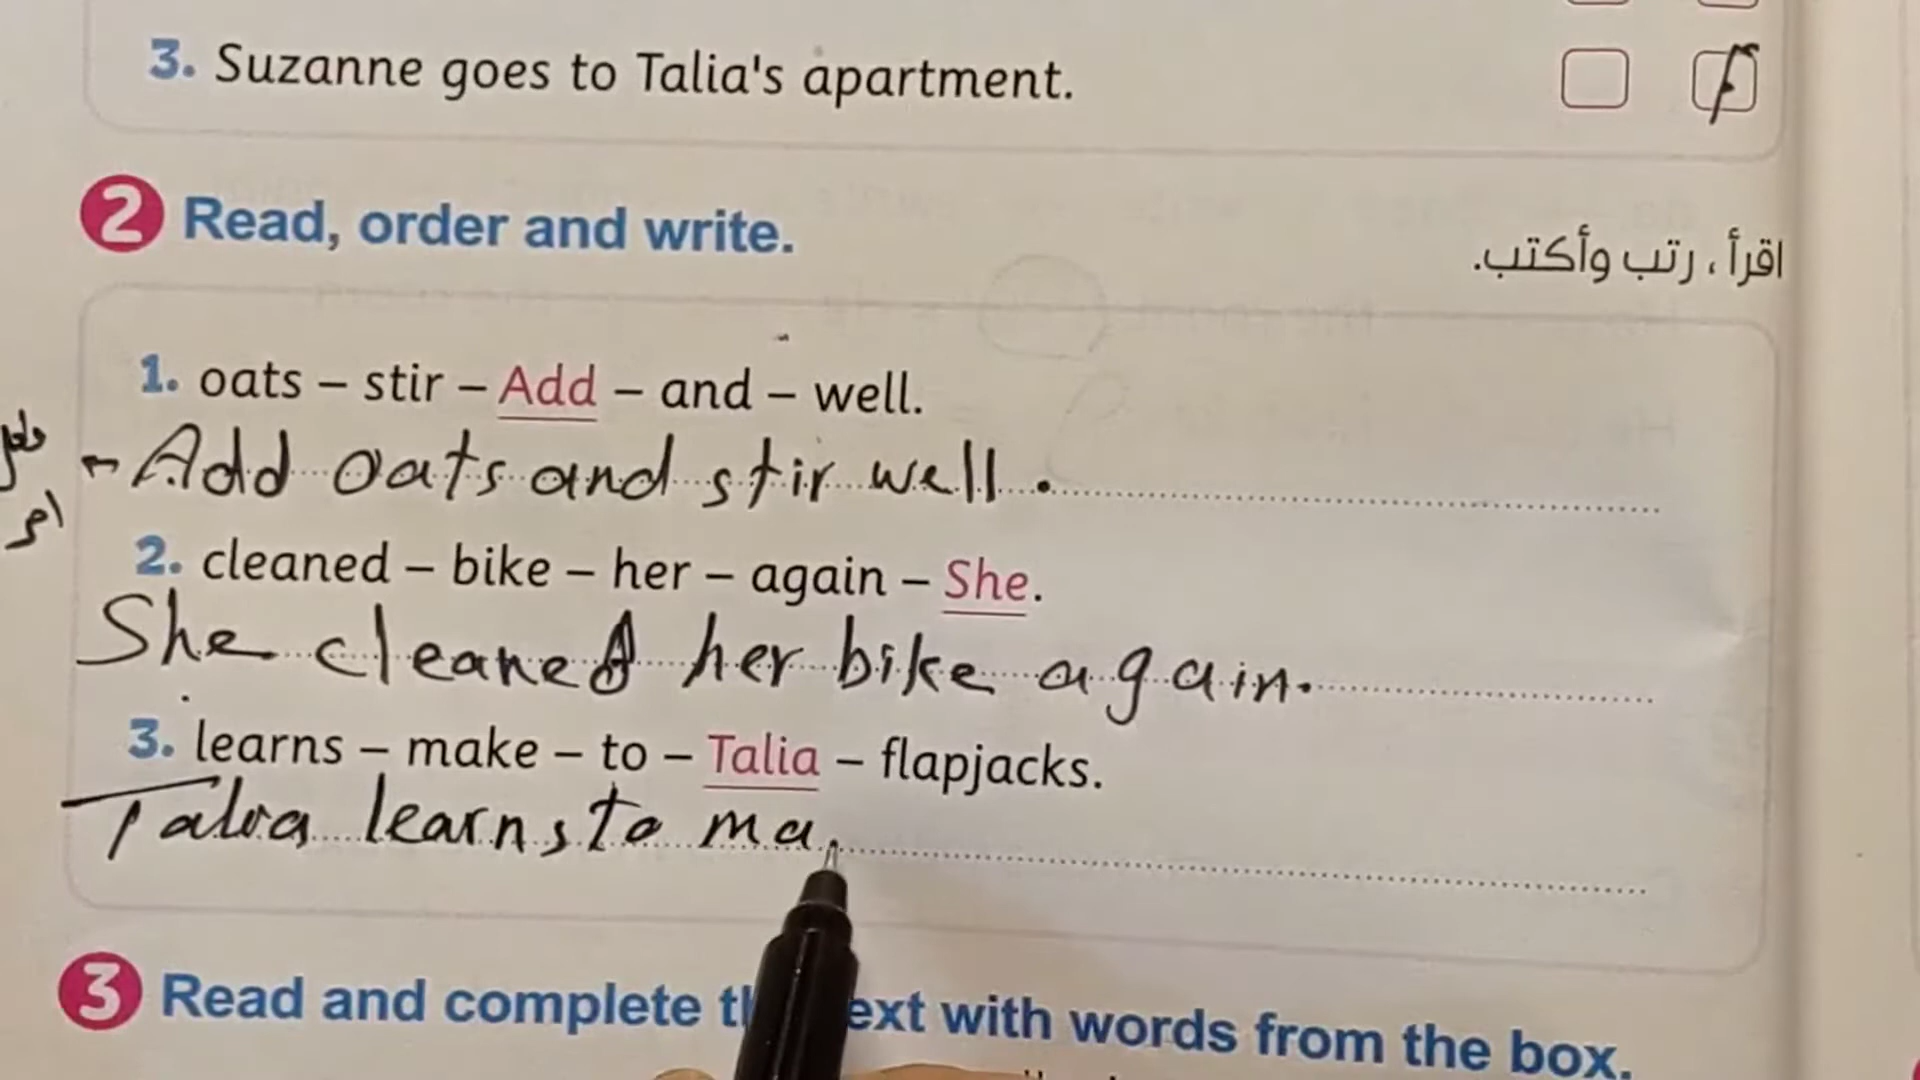 3. Suzanne goes to Talia's apartment.
2 Read, order and write.
اقرأ، رتب وأكتب.
1. oats – stir – Add – and – well.
- Add oats and stir well.
2. cleaned – bike – her – again – She.
She cleaned her bike again.
3. learns – make – to – Talia – flapjacks.
Talia learns to ma
3 Read and complete ext with words from the box.